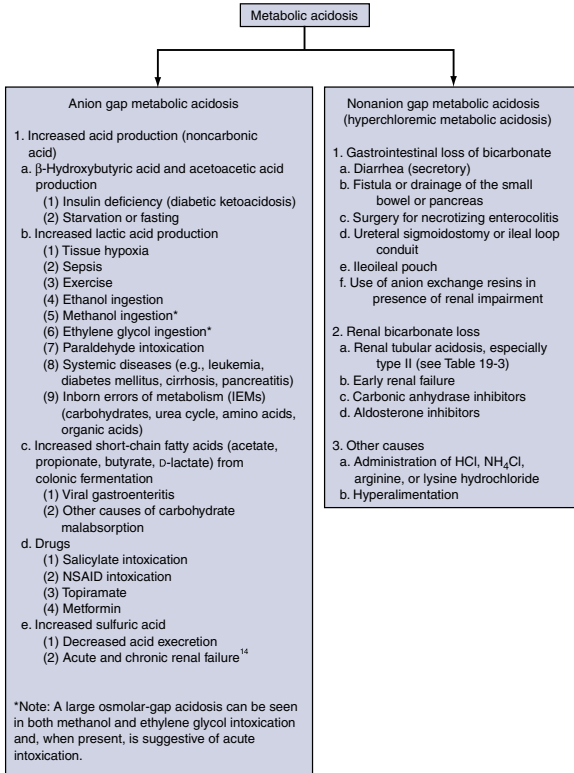 Metabolic acidosis
Anion gap metabolic acidosis
1. Increased acid production (noncarbonic
acid)
a. β-Hydroxybutyric acid and acetoacetic acid
production
(1) Insulin deficiency (diabetic ketoacidosis)
(2) Starvation or fasting
b. Increased lactic acid production
(1) Tissue hypoxia
(2) Sepsis
(3) Exercise
(4) Ethanol ingestion
(5) Methanol ingestion*
(6) Ethylene glycol ingestion*
(7) Paraldehyde intoxication
(8) Systemic diseases (e.g., leukemia,
diabetes mellitus, cirrhosis, pancreatitis)
(9) Inborn errors of metabolism (IEMs)
(carbohydrates, urea cycle, amino acids,
organic acids)
c. Increased short-chain fatty acids (acetate,
propionate, butyrate, D-lactate) from
colonic fermentation
(1) Viral gastroenteritis
(2) Other causes of carbohydrate
malabsorption
d. Drugs
(1) Salicylate intoxication
(2) NSAID intoxication
(3) Topiramate
(4) Metformin
e. Increased sulfuric acid
(1) Decreased acid execretion
(2) Acute and chronic renal failure14
*Note: A large osmolar-gap acidosis can be seen
in both methanol and ethylene glycol intoxication
and, when present, is suggestive of acute
intoxication.
Nonanion gap metabolic acidosis
(hyperchloremic metabolic acidosis)
1. Gastrointestinal loss of bicarbonate
a. Diarrhea (secretory)
b. Fistula or drainage of the small
bowel or pancreas
c. Surgery for necrotizing enterocolitis
d. Ureteral sigmoidostomy or ileal loop
conduit
e. Ileoileal pouch
f. Use of anion exchange resins in
presence of renal impairment
2. Renal bicarbonate loss
a. Renal tubular acidosis, especially
type II (see Table 19-3)
b. Early renal failure
c. Carbonic anhydrase inhibitors
d. Aldosterone inhibitors
3. Other causes
a. Administration of HCl, NH4Cl,
arginine, or lysine hydrochloride
b. Hyperalimentation